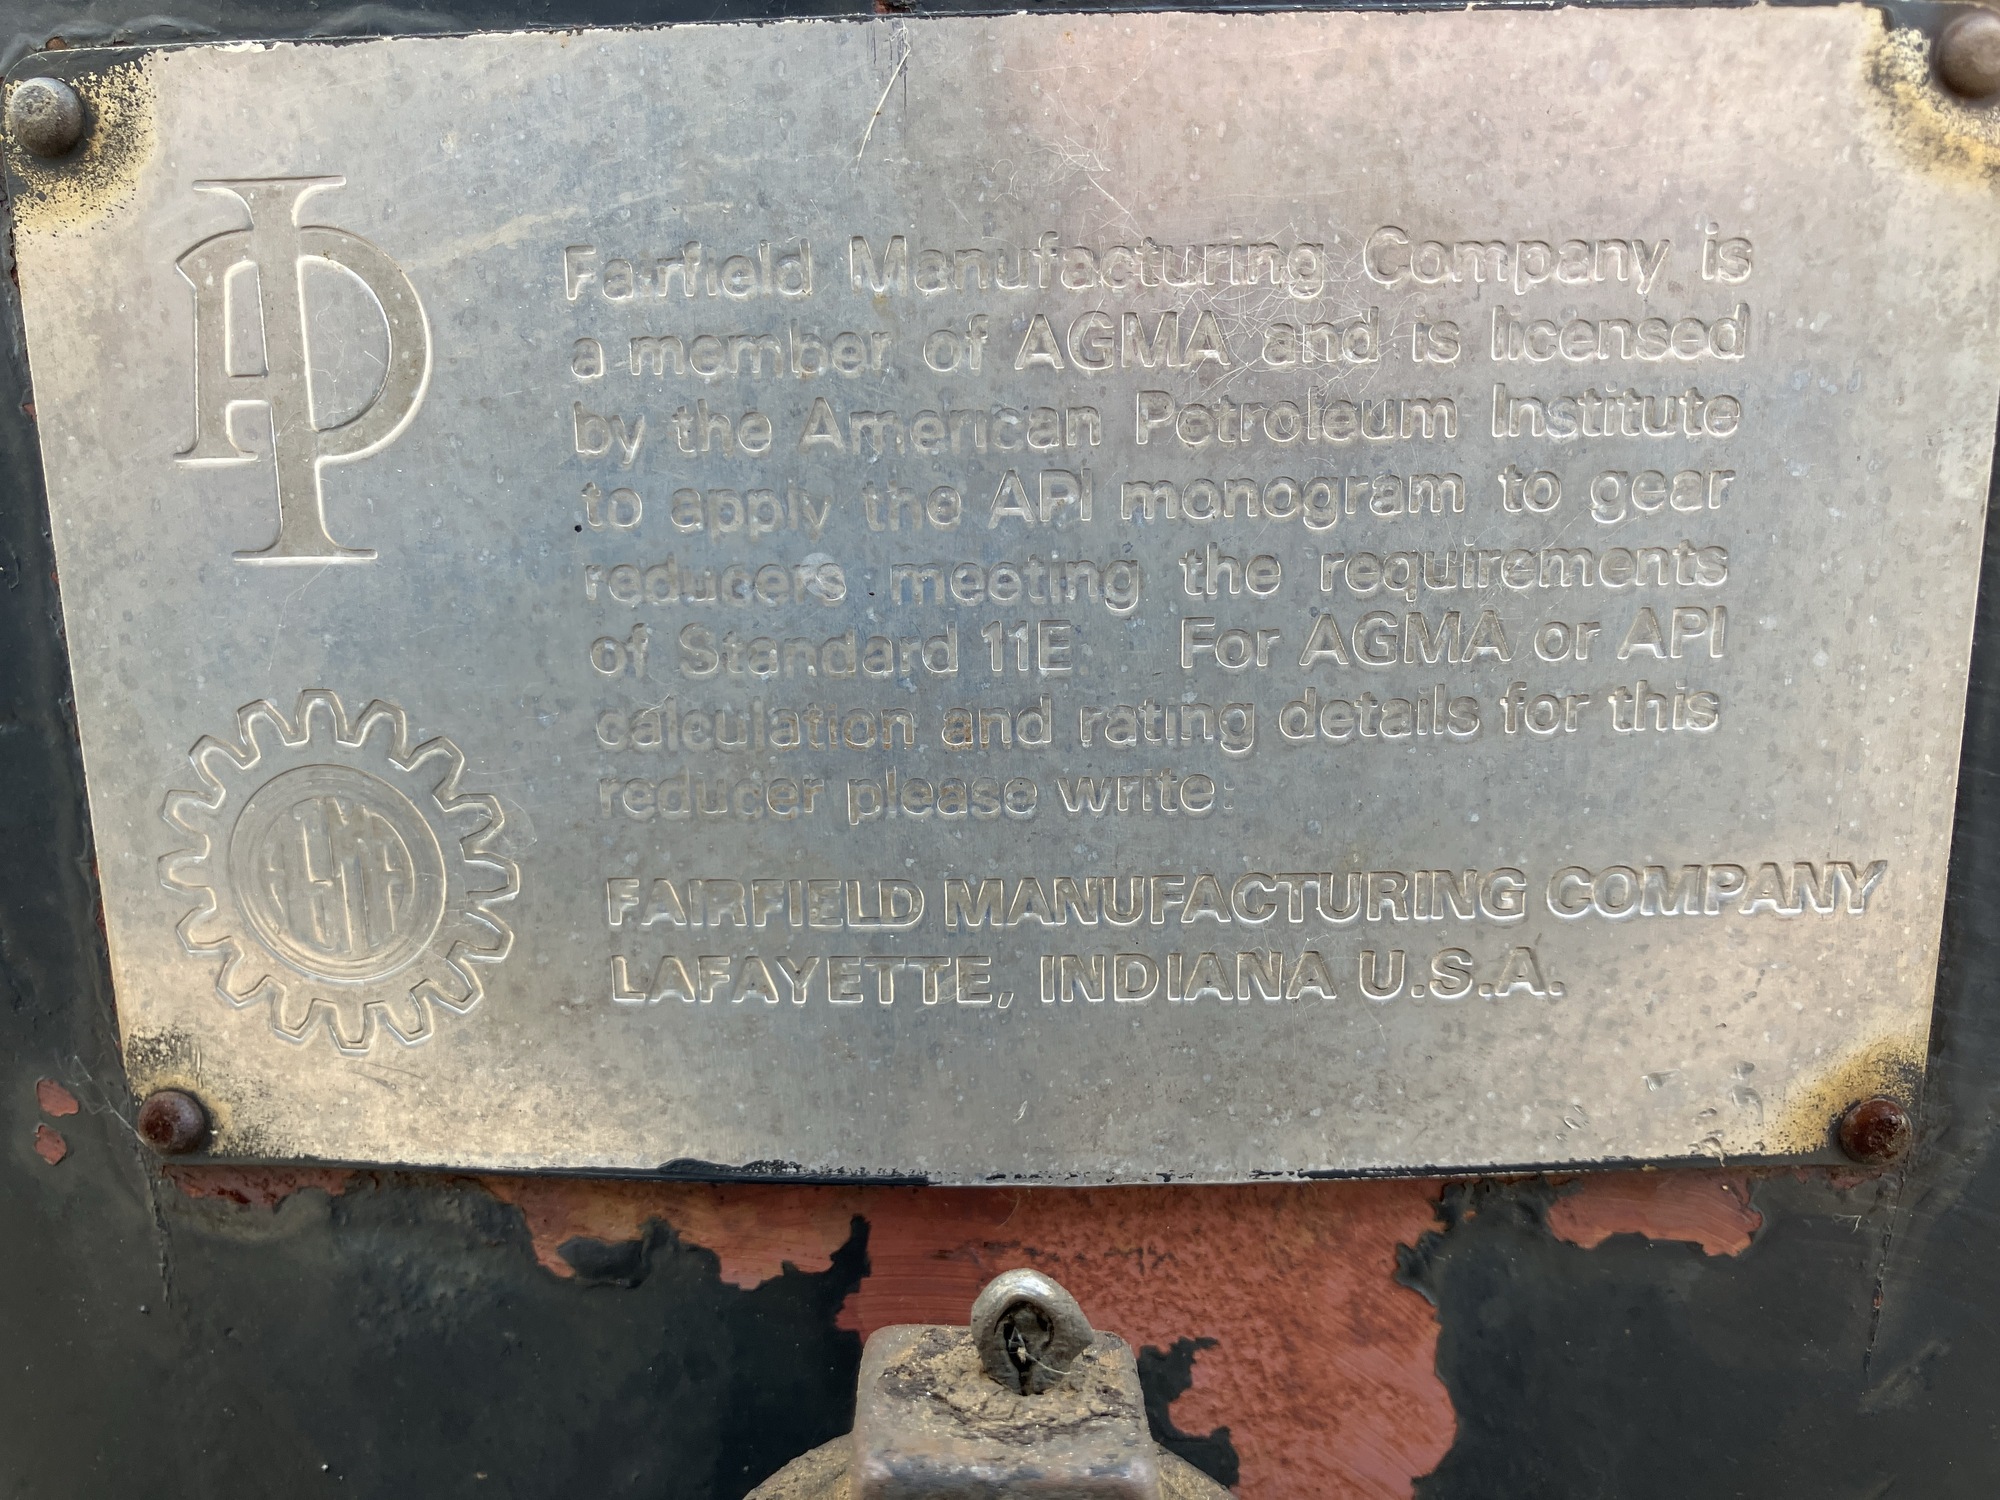 API
Fairfield Manufacturing Company is
a member of AGMA and is licensed
by the American Petroleum Institute
to apply the API monogram to gear
reducers meeting the requirements
of Standard 11E. For AGMA or API
calculation and rating details for this
reducer please write:
AGMA
FAIRFIELD MANUFACTURING COMPANY
LAFAYETTE, INDIANA U.S.A.